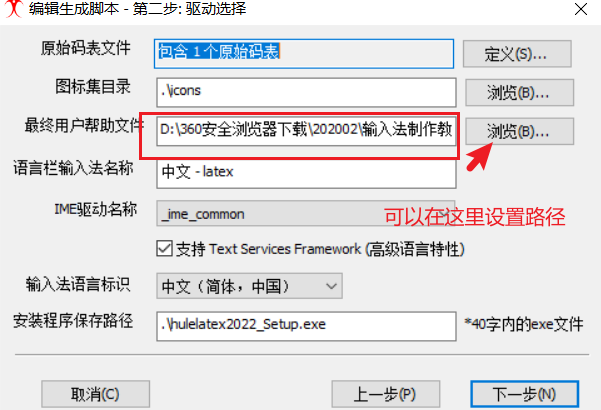 编辑生成脚本 - 第二步: 驱动选择
原始码表文件 包含 1 个原始码表 定义(S)...
图标集目录 .\icons 浏览(B)...
最终用户帮助文件 D:\360安全浏览器下载\202002\输入法制作教 浏览(B)...
语言栏输入法名称 中文 - latex
IME驱动名称 _ime_common 可以在这里设置路径
支持 Text Services Framework (高级语言特性)
输入法语言标识 中文（简体，中国）
安装程序保存路径 .\hulelatex2022_Setup.exe *40字内的exe文件
取消(C) 上一步(P) 下一步(N)